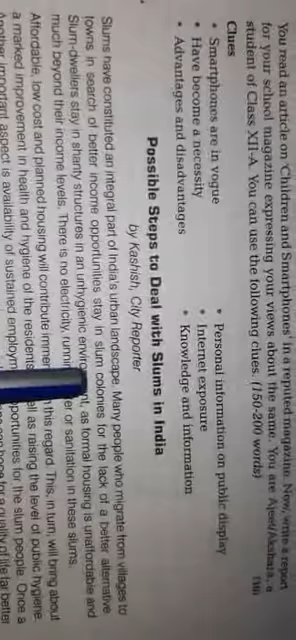 You read an article on 'Children and Smartphones' in a reputed magazine. Now, write a report
for your school magazine expressing your views about the same. You are Ajeet/Akshara, a
student of Class XII-A. You can use the following clues. (150-200 words)
Clues
• Smartphones are in vogue
• Have become a necessity
• Advantages and disadvantages
• Personal information on public display
• Internet exposure
• Knowledge and information
Possible Steps to Deal with Slums in India
by Kashish, City Reporter
Slums have constituted an integral part of India's urban landscape. Many people who migrate from villages to
towns in search of better income opportunities stay in slum colonies for the lack of a better alternative
Slum-dwellers stay in shanty structures in an unhygienic as formal housing is unaffordable and
much beyond their income levels. There is no electricity, or sanitation in these slums.
Affordable, low cost and planned housing will contribute this regard. This, in turn, will bring about
a marked improvement in health and hygiene of the residents as raising the level of public hygiene.
Another important aspect is availability of sustained for the slum people. Once a
quality of life far better